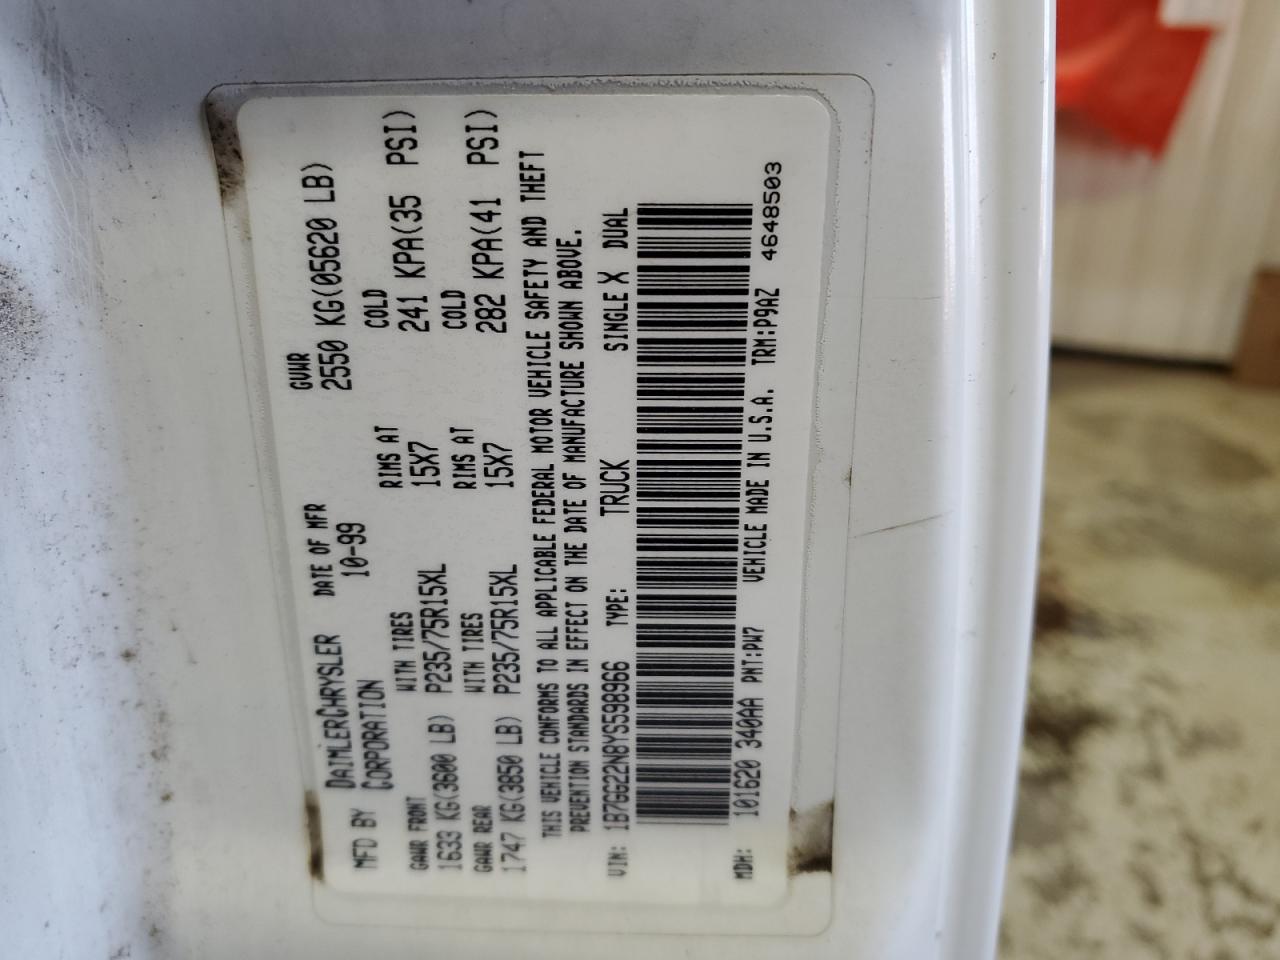 MFD BY DAIMLERCHRYSLER CORPORATION DATE OF MFR 10-99 GVWR 2550 KG(05620 LB)
GAWR FRONT WITH TIRES RIMS AT COLD
1633 KG(3600 LB) P235/75R15XL 15X7 241 KPA(35 PSI)
GAWR REAR WITH TIRES RIMS AT COLD
1747 KG(3850 LB) P235/75R15XL 15X7 282 KPA(41 PSI)
THIS VEHICLE CONFORMS TO ALL APPLICABLE FEDERAL MOTOR VEHICLE SAFETY AND THEFT
PREVENTION STANDARDS IN EFFECT ON THE DATE OF MANUFACTURE SHOWN ABOVE.
VIN: 1B7GG22N8YS598966 TYPE: TRUCK SINGLE X DUAL
MDH: 101620 340AA PNT:PW7 VEHICLE MADE IN U.S.A. TRM:P9AZ 4648503